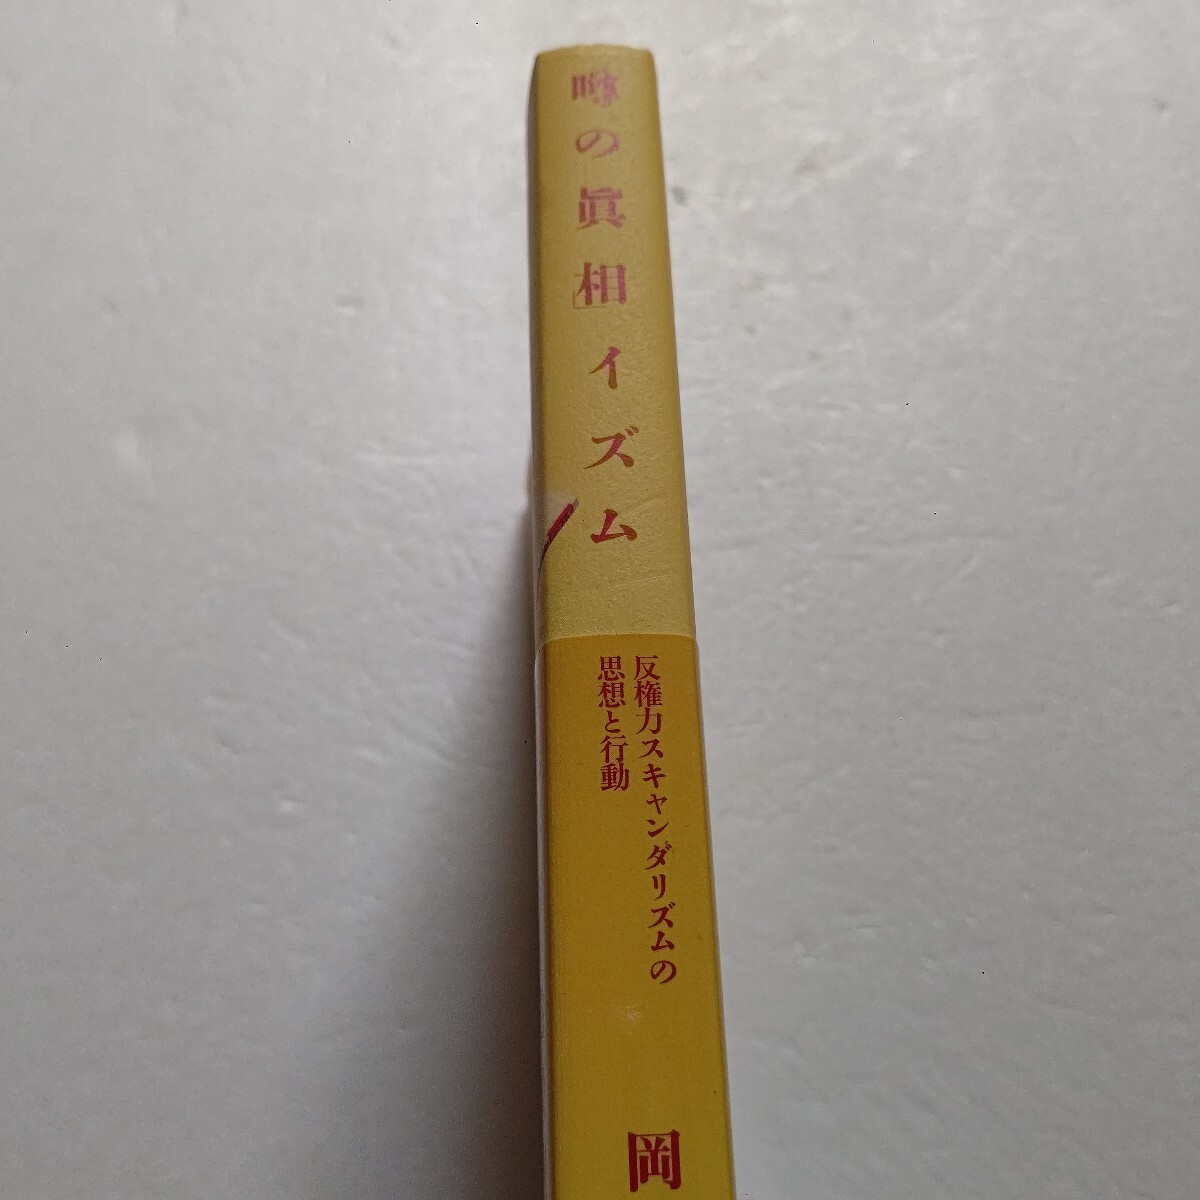 噂の眞相」イズム
反権力スキャンダリズムの
思想と行動
岡